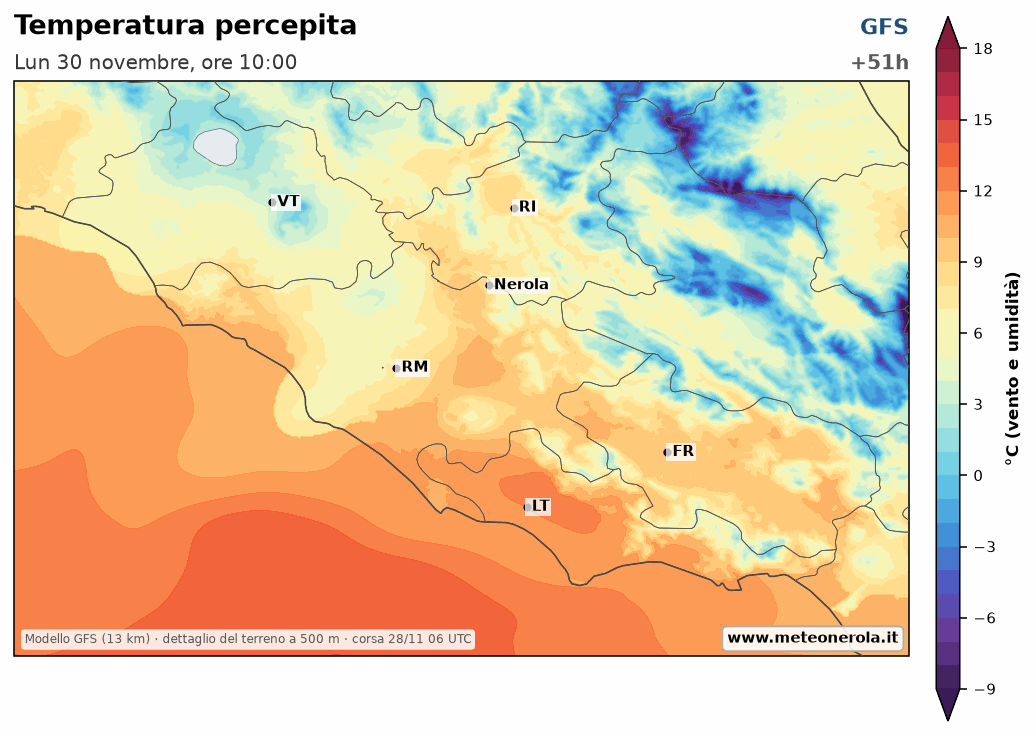 Temperatura percepita
GFS
Lun 30 novembre, ore 10:00
+51h
18
15
12
9
6
3
0
−3
−6
−9
°C (vento e umidità)
VT
RI
Nerola
RM
FR
LT
Modello GFS (13 km) · dettaglio del terreno a 500 m · corsa 28/11 06 UTC
www.meteonerola.it